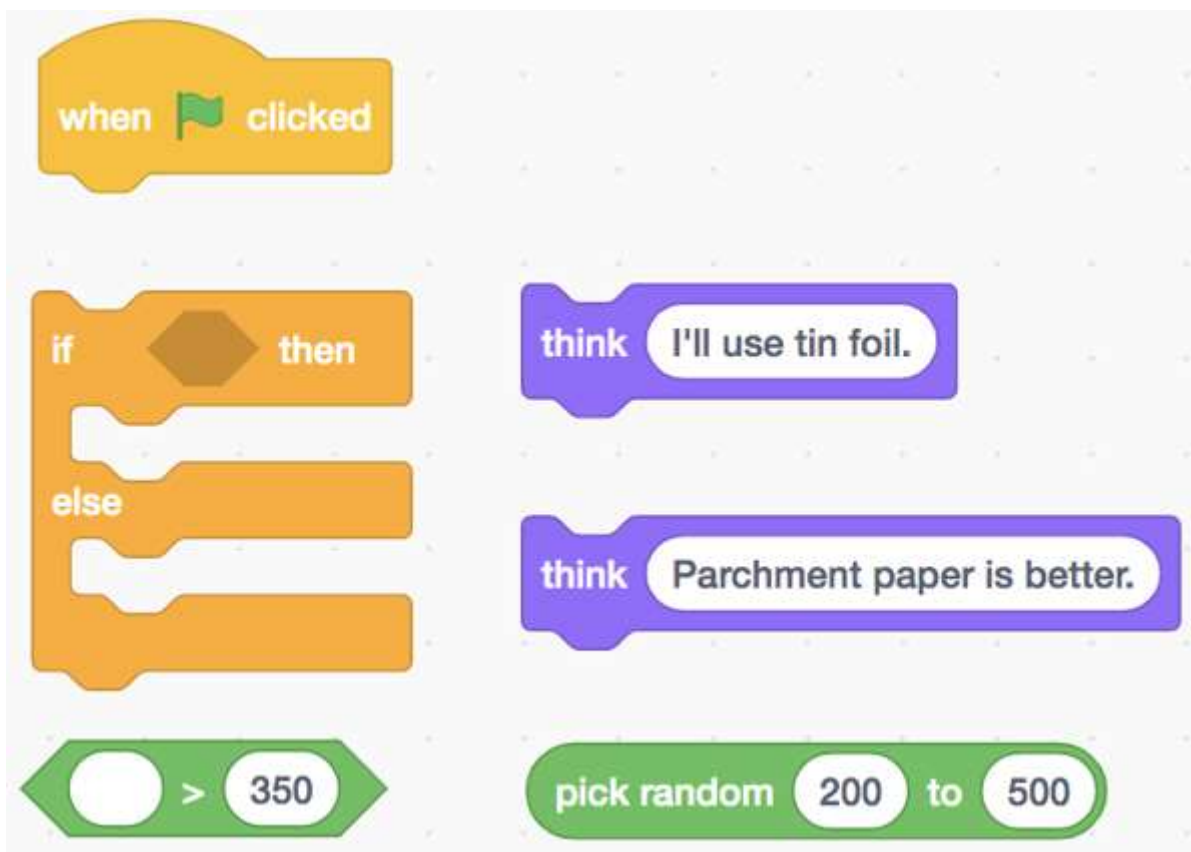 when clicked
if then
think I'll use tin foil.
else
think Parchment paper is better.
> 350
pick random 200 to 500